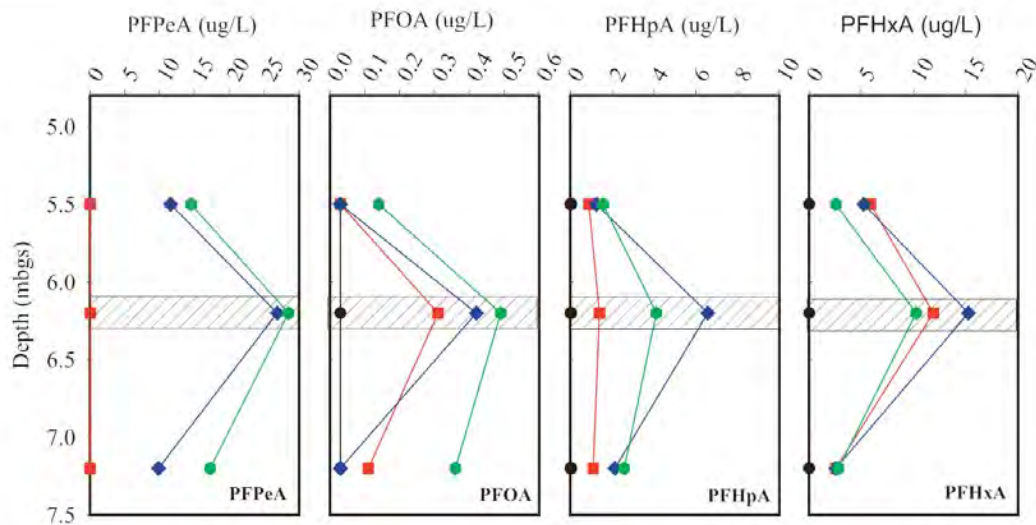 PFPeA (ug/L) PFOA (ug/L) PFHpA (ug/L) PFHxA (ug/L)
0 5 10 15 20 25 30 0.0 0.1 0.2 0.3 0.4 0.5 0.6 0 2 4 6 8 10 0 5 10 15 20
5.0
5.5
6.0
Depth (mbgs)
6.5
7.0
7.5
PFPeA PFOA PFHpA PFHxA